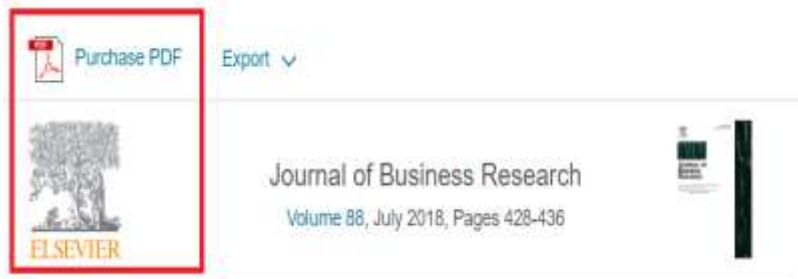 Purchase PDF Export
ELSEVIER
Journal of Business Research
Volume 88, July 2018, Pages 428-436